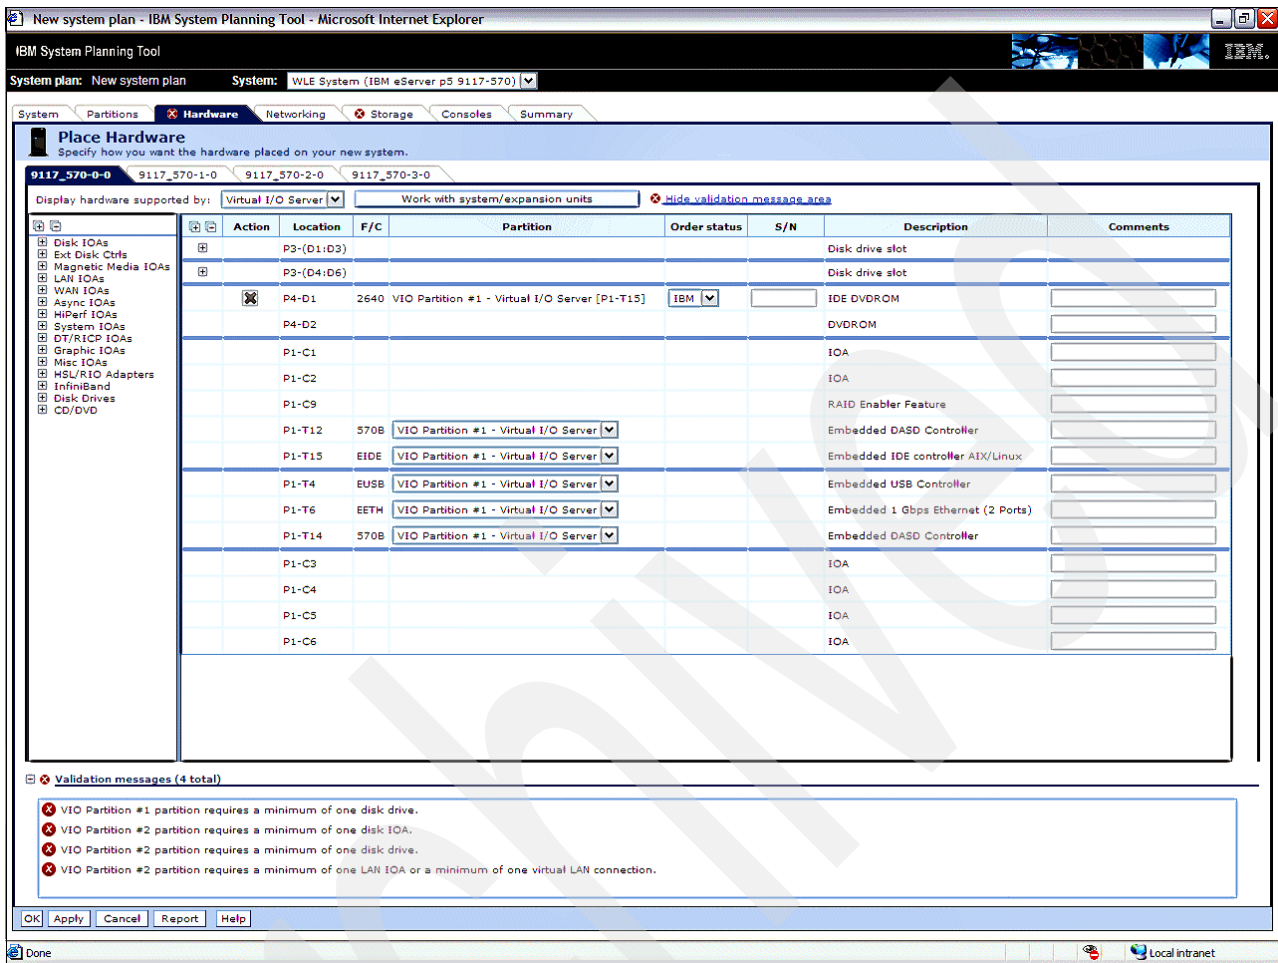 New system plan - IBM System Planning Tool - Microsoft Internet Explorer
IBM System Planning Tool
IBM.
System plan: New system plan System: WLE System (IBM eServer p5 9117-570)
System Partitions Hardware Networking Storage Consoles Summary
Place Hardware
Specify how you want the hardware placed on your new system.
9117_570-0-0 9117_570-1-0 9117_570-2-0 9117_570-3-0
Display hardware supported by: Virtual I/O Server Work with system/expansion units Hide validation message area
Disk IOAs
Ext Disk Ctrls
Magnetic Media IOAs
LAN IOAs
WAN IOAs
Async IOAs
HiPerf IOAs
System IOAs
DT/RICP IOAs
Graphic IOAs
Misc IOAs
HSL/RIO Adapters
InfiniBand
Disk Drives
CD/DVD
Action Location F/C Partition Order status S/N Description Comments
P3-(D1:D3) Disk drive slot
P3-(D4:D6) Disk drive slot
P4-D1 2640 VIO Partition #1 - Virtual I/O Server [P1-T15] IBM IDE DVDROM
P4-D2 DVDROM
P1-C1 IOA
P1-C2 IOA
P1-C9 RAID Enabler Feature
P1-T12 570B VIO Partition #1 - Virtual I/O Server Embedded DASD Controller
P1-T15 EIDE VIO Partition #1 - Virtual I/O Server Embedded IDE controller AIX/Linux
P1-T4 EUSB VIO Partition #1 - Virtual I/O Server Embedded USB Controller
P1-T6 EETH VIO Partition #1 - Virtual I/O Server Embedded 1 Gbps Ethernet (2 Ports)
P1-T14 570B VIO Partition #1 - Virtual I/O Server Embedded DASD Controller
P1-C3 IOA
P1-C4 IOA
P1-C5 IOA
P1-C6 IOA
Validation messages (4 total)
VIO Partition #1 partition requires a minimum of one disk drive.
VIO Partition #2 partition requires a minimum of one disk IOA.
VIO Partition #2 partition requires a minimum of one disk drive.
VIO Partition #2 partition requires a minimum of one LAN IOA or a minimum of one virtual LAN connection.
OK Apply Cancel Report Help
Done Local intranet